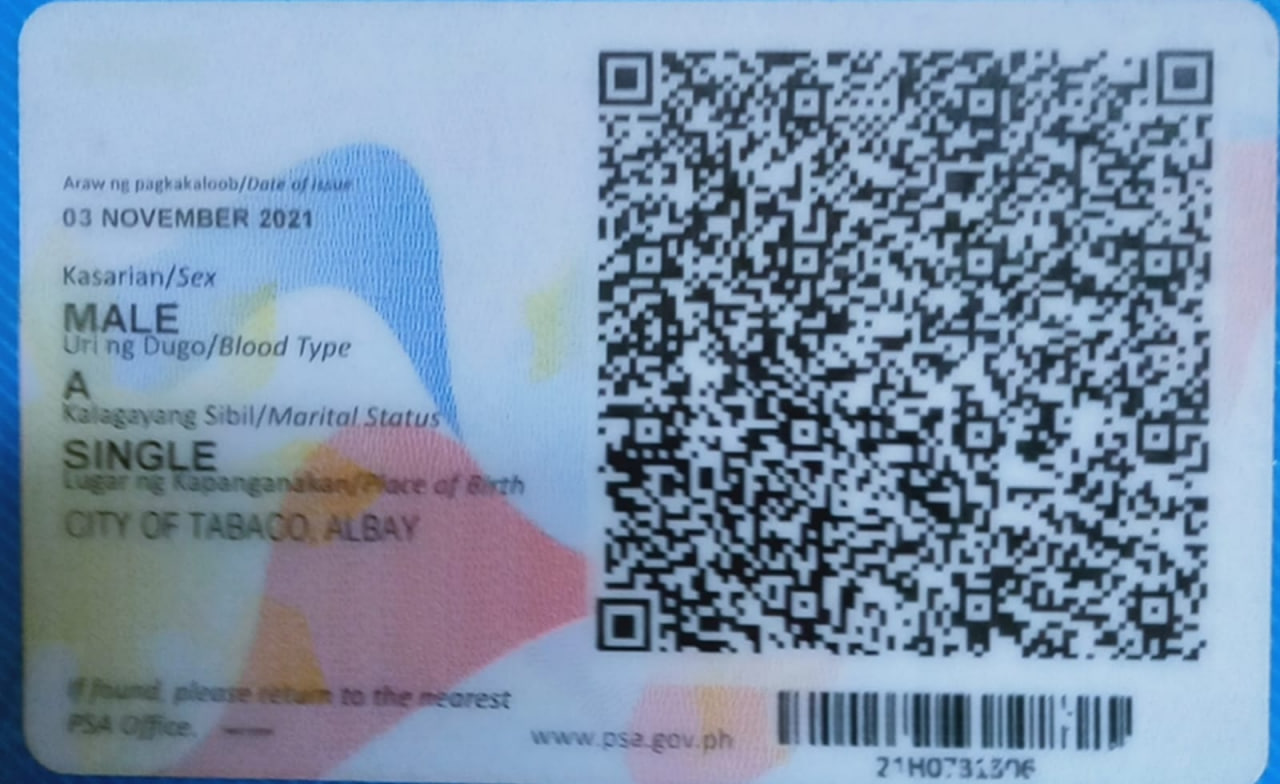 Araw ng pagkakaloob/Date of Issue
03 NOVEMBER 2021
Kasarian/Sex
MALE
Uri ng Dugo/Blood Type
A
Kalagayang Sibil/Marital Status
SINGLE
Lugar ng Kapanganakan/Place of Birth
CITY OF TABACO, ALBAY
If found, please return to the nearest
PSA Office.
www.psa.gov.ph